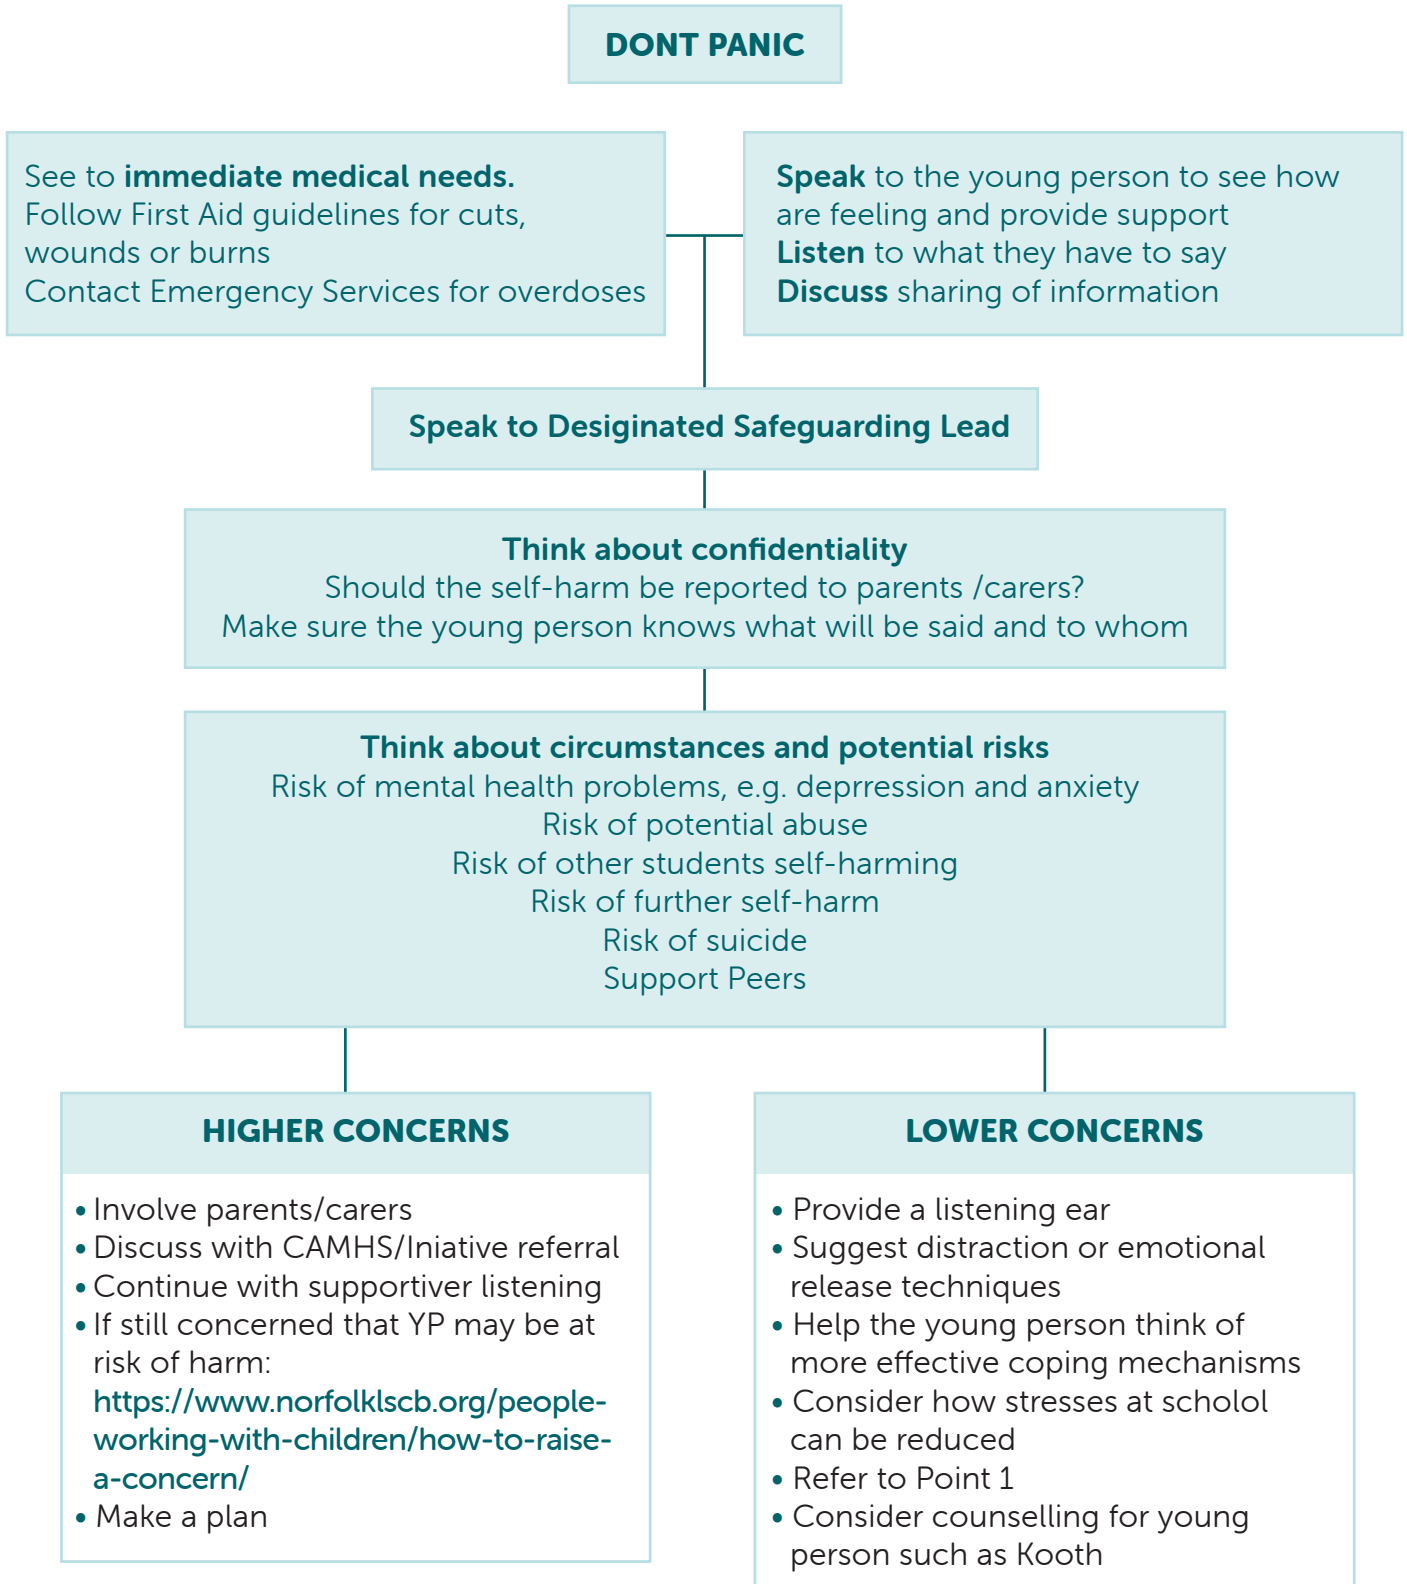 DONT PANIC
See to immediate medical needs.
Follow First Aid guidelines for cuts,
wounds or burns
Contact Emergency Services for overdoses
Speak to the young person to see how
are feeling and provide support
Listen to what they have to say
Discuss sharing of information
Speak to Desiginated Safeguarding Lead
Think about confidentiality
Should the self-harm be reported to parents /carers?
Make sure the young person knows what will be said and to whom
Think about circumstances and potential risks
Risk of mental health problems, e.g. deprression and anxiety
Risk of potential abuse
Risk of other students self-harming
Risk of further self-harm
Risk of suicide
Support Peers
HIGHER CONCERNS
• Involve parents/carers
• Discuss with CAMHS/Iniative referral
• Continue with supportiver listening
• If still concerned that YP may be at
risk of harm:
https://www.norfolklscb.org/people-
working-with-children/how-to-raise-
a-concern/
• Make a plan
LOWER CONCERNS
• Provide a listening ear
• Suggest distraction or emotional
release techniques
• Help the young person think of
more effective coping mechanisms
• Consider how stresses at scholol
can be reduced
• Refer to Point 1
• Consider counselling for young
person such as Kooth